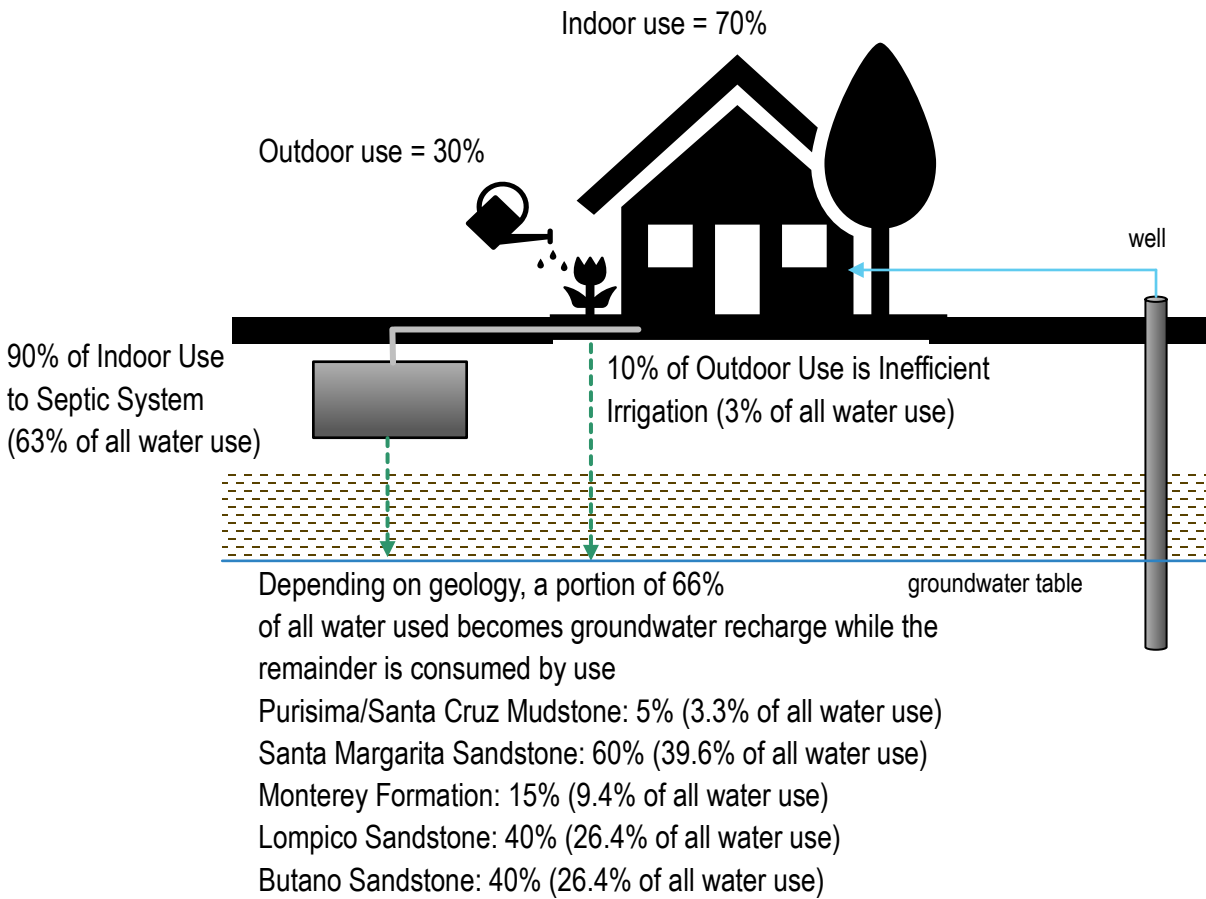 Indoor use = 70%
Outdoor use = 30%
well
90% of Indoor Use
to Septic System
(63% of all water use)
10% of Outdoor Use is Inefficient
Irrigation (3% of all water use)
groundwater table
Depending on geology, a portion of 66%
of all water used becomes groundwater recharge while the
remainder is consumed by use
Purisima/Santa Cruz Mudstone: 5% (3.3% of all water use)
Santa Margarita Sandstone: 60% (39.6% of all water use)
Monterey Formation: 15% (9.4% of all water use)
Lompico Sandstone: 40% (26.4% of all water use)
Butano Sandstone: 40% (26.4% of all water use)